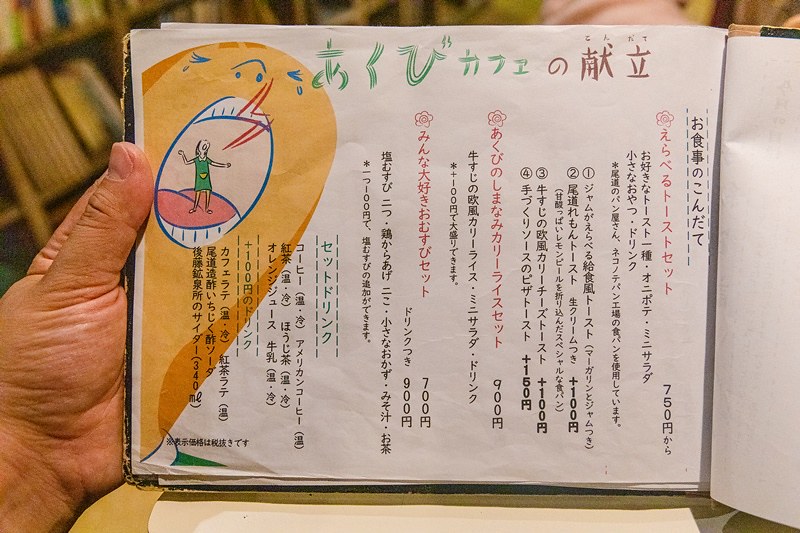 あくびカフェの献立
こんだて
お食事のこんだて
えらべるトーストセット 750円から
お好きなトースト一種・オニポテ・ミニサラダ
小さなおやつ・ドリンク
*尾道のパン屋さん、ネコノテパン工場の食パンを使用しています。
①ジャムがえらべる給食風トースト(マーガリンとジャムつき)
②尾道れもんトースト 生クリームつき +100円
(甘酸っぱいレモンピールを折り込んだスペシャルな食パン)
③牛すじの欧風カリーチーズトースト +100円
④手づくりソースのピザトースト +150円
あくびのしまなみカリーライスセット 900円
牛すじの欧風カリーライス・ミニサラダ・ドリンク
*+100円で大盛りできます。
みんな大好きおむすびセット 700円
ドリンクつき 900円
塩むすび 二つ・鶏からあげ 二こ・小さなおかず・みそ汁・お茶
*一つ100円で、塩むすびの追加ができます。
セットドリンク
コーヒー(温・冷) アメリカンコーヒー(温)
紅茶(温・冷) ほうじ茶(温・冷)
オレンジジュース 牛乳(温・冷)
+100円のドリンク
カフェラテ(温・冷) 紅茶ラテ(温)
尾道造酢いちじく酢ソーダ
後藤鉱泉所のサイダー(340ml)
※表示価格は税抜きです